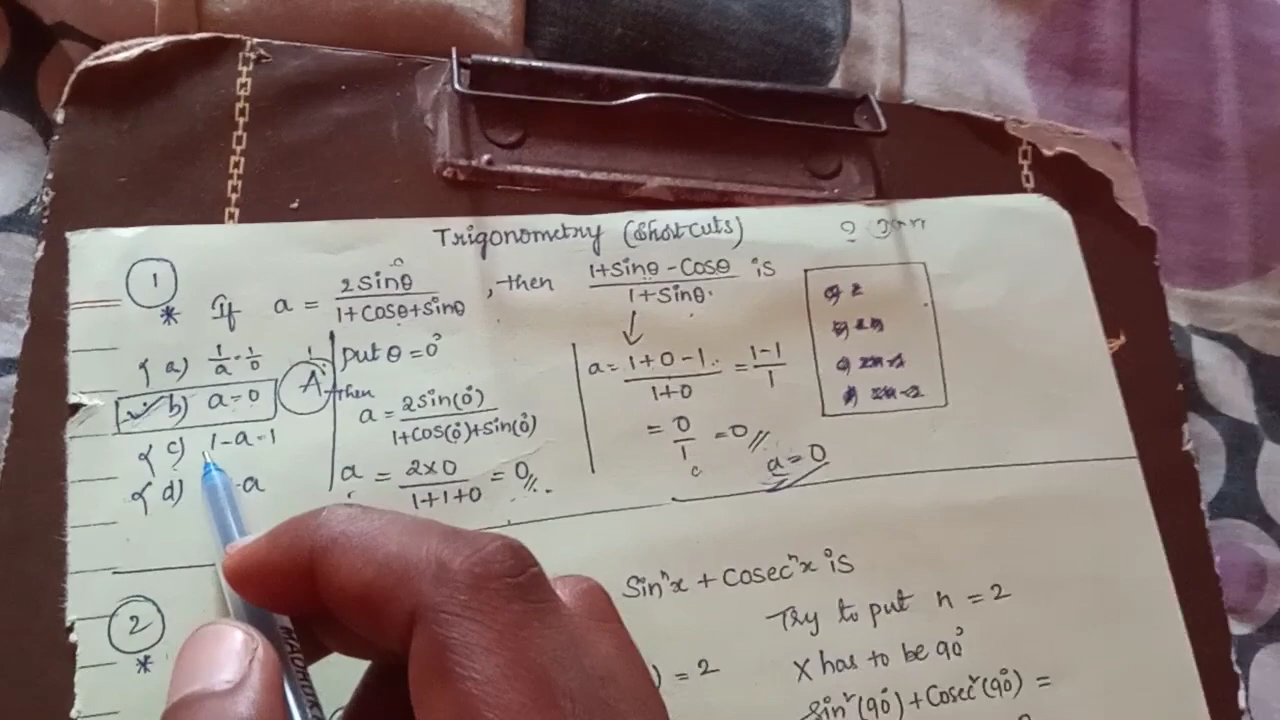 Trigonometry (Shortcuts)
1
* If a = 2sinθ / 1+cosθ+sinθ , then 1+sinθ-cosθ / 1+sinθ is
a) 1/a = 1/0
b) a=0
c) 1-a=1
d) -a
A
Put θ=0°
then
a = 2sin(0°) / 1+cos(0°)+sin(0°)
a = 2×0 / 1+1+0 = 0//.
a = 1+0-1 / 1+0 = 1-1 / 1
= 0/1 = 0//
a=0
2
*
Sinⁿx + Cosecⁿx is
Try to put n=2
) = 2
x has to be 90°
Sin²(90°) + Cosec²(90°) =
MADHUKA